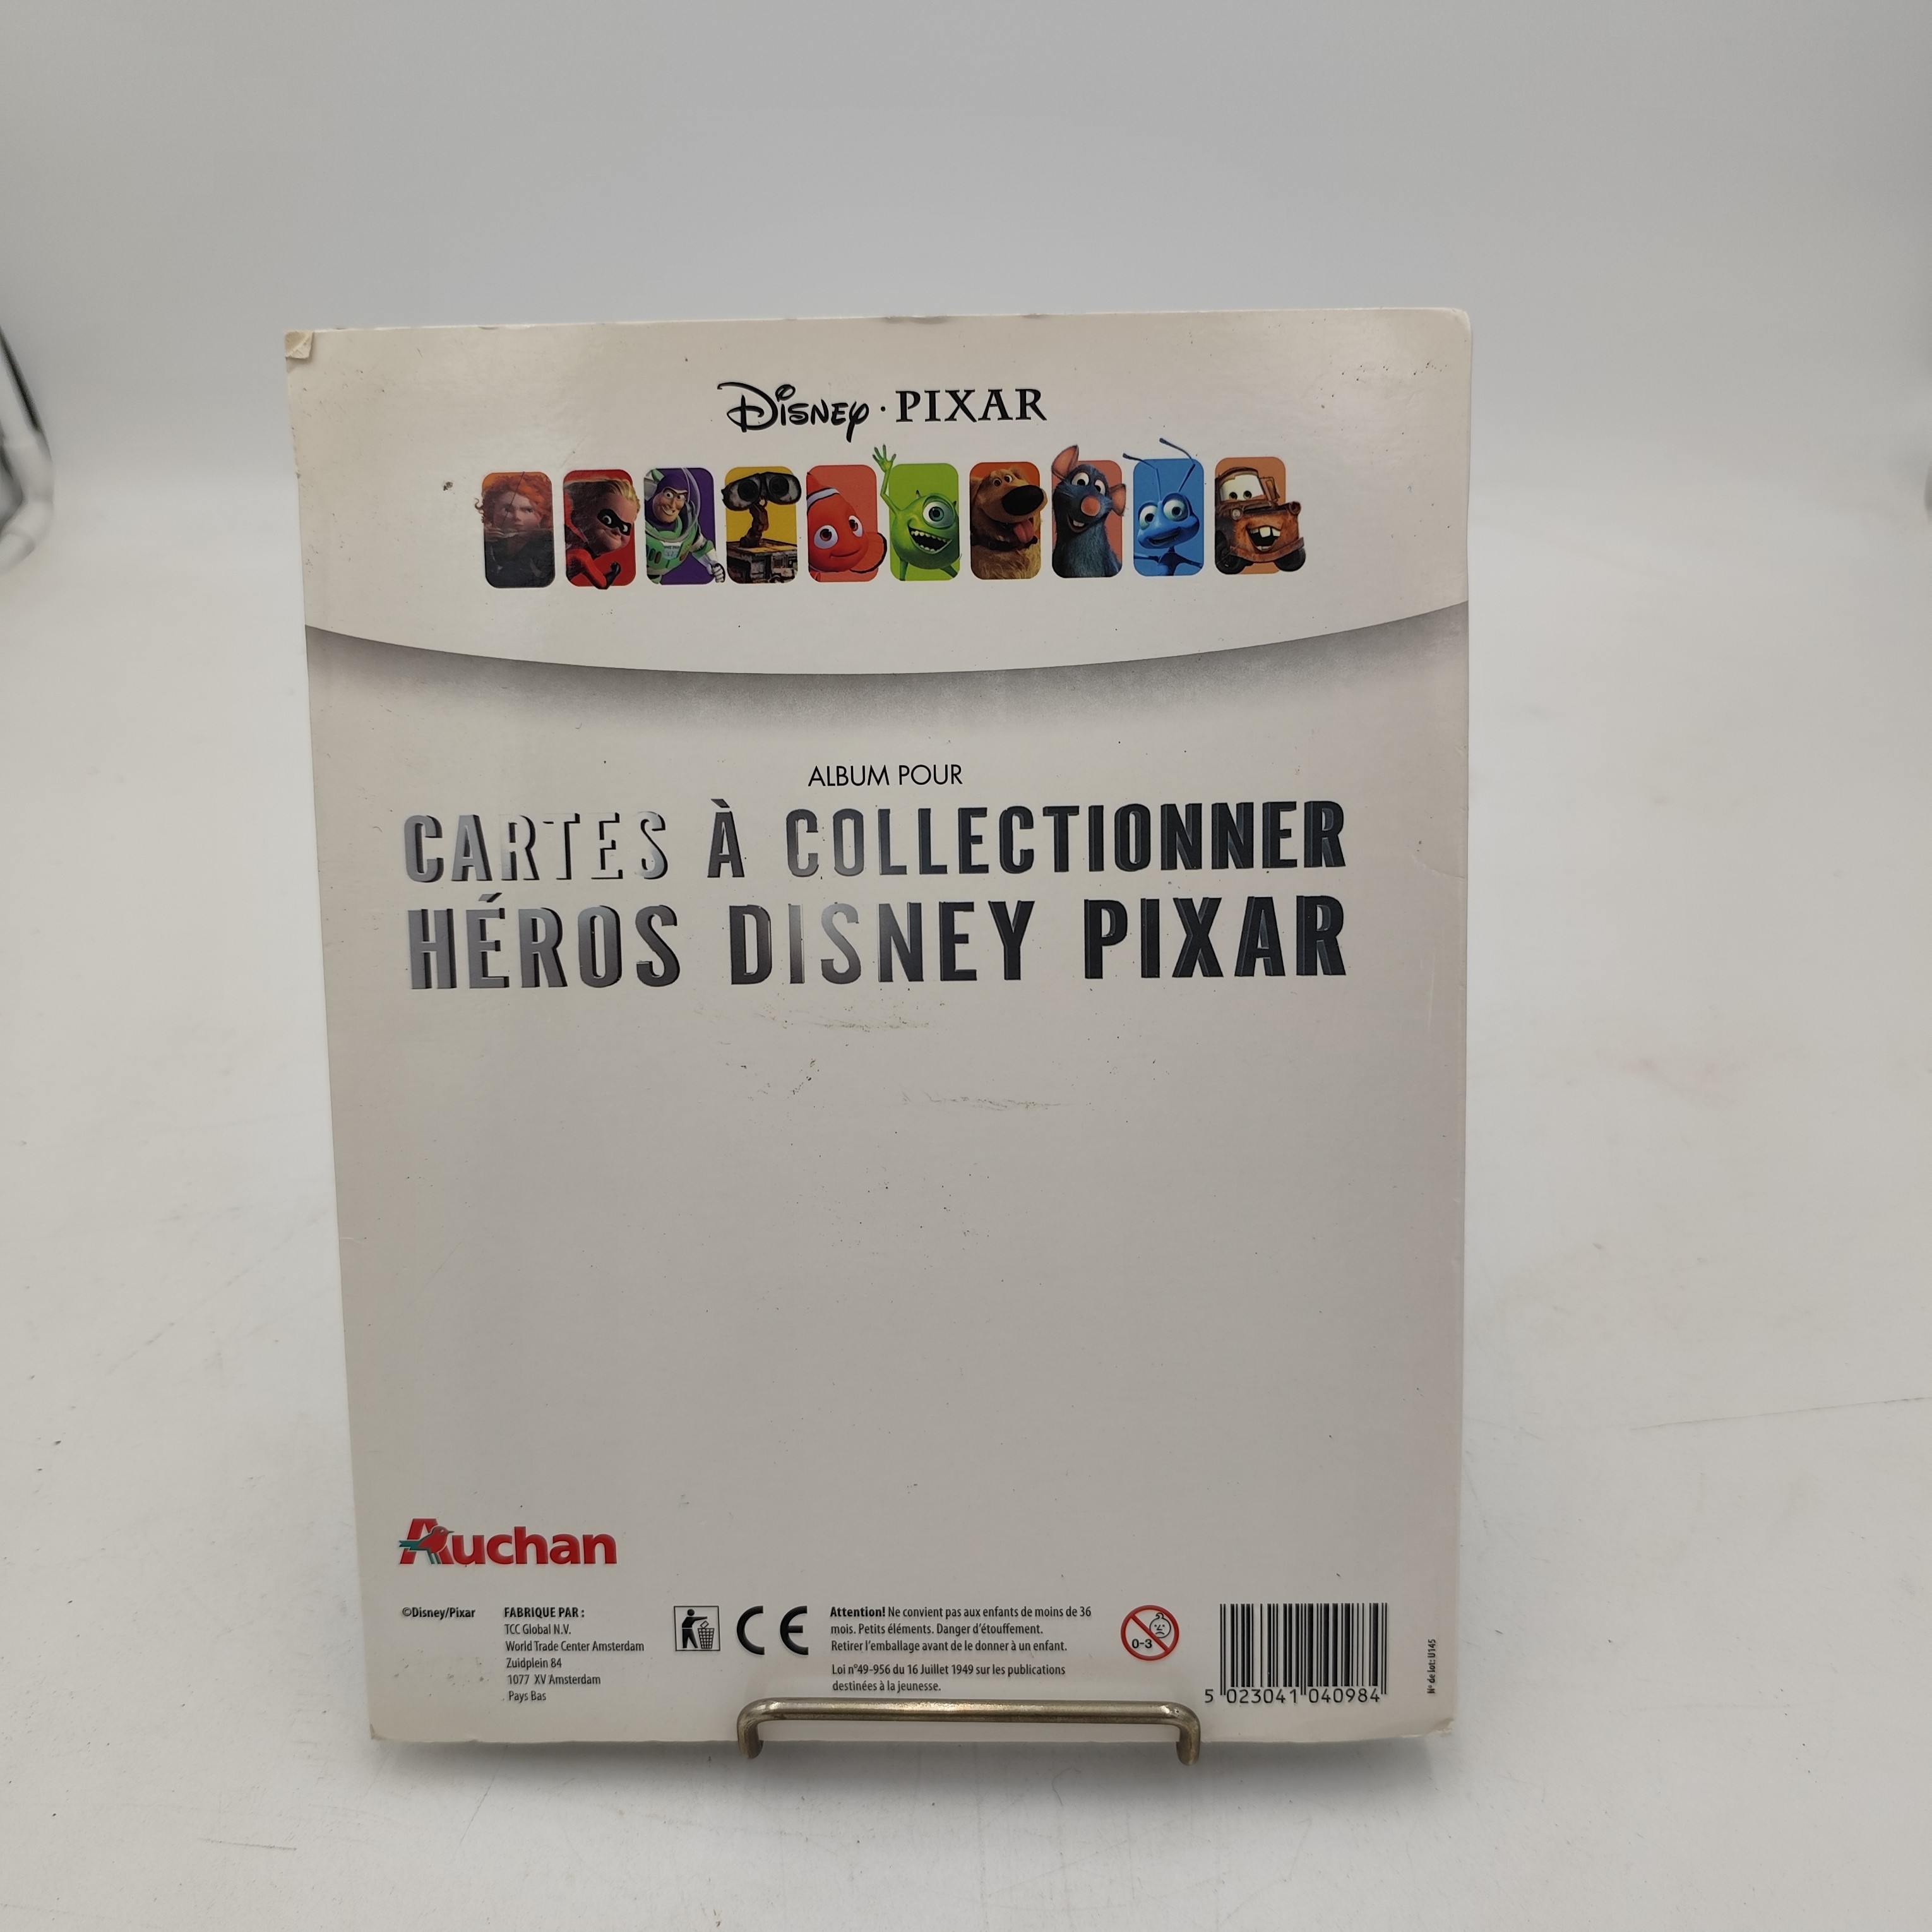 Disney · PIXAR
ALBUM POUR
CARTES À COLLECTIONNER
HÉROS DISNEY PIXAR
Auchan
©Disney/Pixar
FABRIQUE PAR :
TCC Global N.V.
World Trade Center Amsterdam
Zuidplein 84
1077 XV Amsterdam
Pays Bas
CE
Attention! Ne convient pas aux enfants de moins de 36
mois. Petits éléments. Danger d'étouffement.
Retirer l'emballage avant de le donner à un enfant.
Loi n°49-956 du 16 Juillet 1949 sur les publications
destinées à la jeunesse.
0-3
5 023041 040984
N° de lot: U145